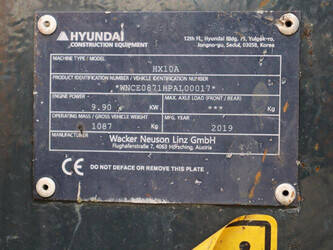 HYUNDAI
CONSTRUCTION EQUIPMENT
12th Fl., Hyundai Bldg. 75, Yulgok-ro,
Jongno-gu, Seoul, 03058, Korea
MACHINE TYPE / MODEL
HX10A
PRODUCT IDENTIFICATION NUMBER / VEHICLE IDENTIFICATION NUMBER
*WNCE0871HPAL00017*
ENGINE POWER
MAX. AXLE LOAD (FRONT / REAR)
9.90 Kw
*** Kg
OPERATING MASS / GROSS VEHICLE WEIGHT
MFG. YEAR
1087 Kg
2019
MANUFACTURER
Wacker Neuson Linz GmbH
Flughafenstraße 7, 4063 Hörsching, Austria
CE DO NOT DEFACE OR REMOVE THIS PLATE